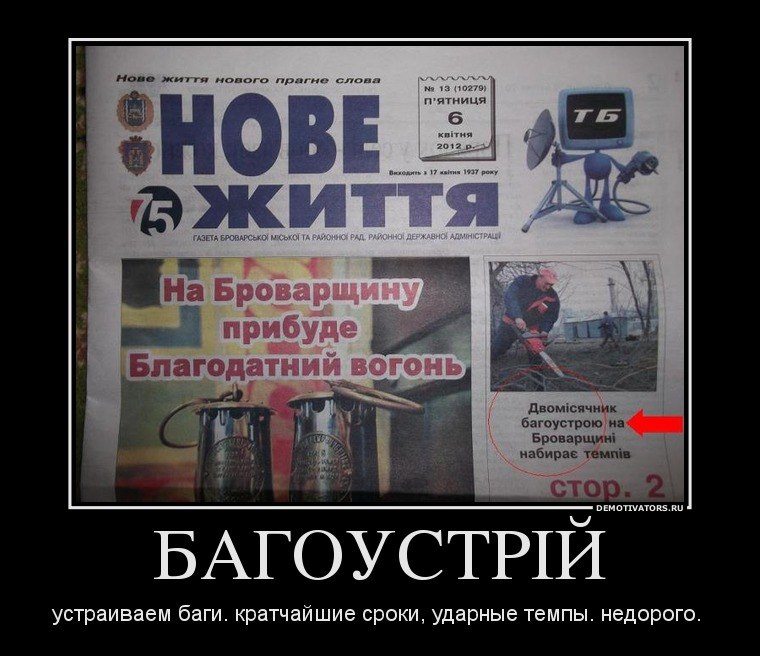 Нове життя нового прагне слова
НОВЕ
ЖИТТЯ
75
№ 13 (10279)
П'ЯТНИЦЯ
6
квітня
2012 р.
Виходить з 17 квітня 1937 року
ГАЗЕТА БРОВАРСЬКОЇ МІСЬКОЇ ТА РАЙОННОЇ РАД, РАЙОННОЇ ДЕРЖАВНОЇ АДМІНІСТРАЦІЇ
ТБ
На Броварщину
прибуде
Благодатний вогонь
Двомісячник
багоустрою на
Броварщині
набирає темпів
стор. 2
DEMOTIVATORS.RU
БАГОУСТРІЙ
устраиваем баги. кратчайшие сроки, ударные темпы. недорого.